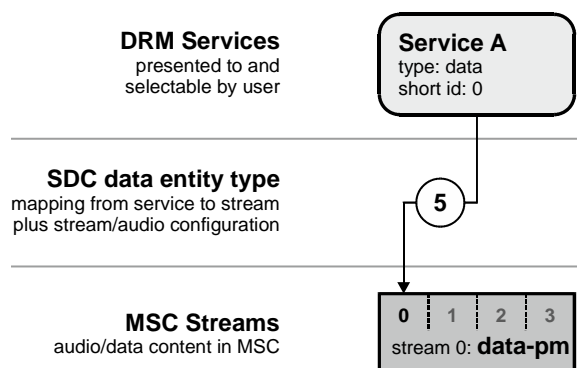 DRM Services
presented to and
selectable by user
Service A
type: data
short id: 0
SDC data entity type
mapping from service to stream
plus stream/audio configuration
5
MSC Streams
audio/data content in MSC
0 1 2 3
stream 0: data-pm